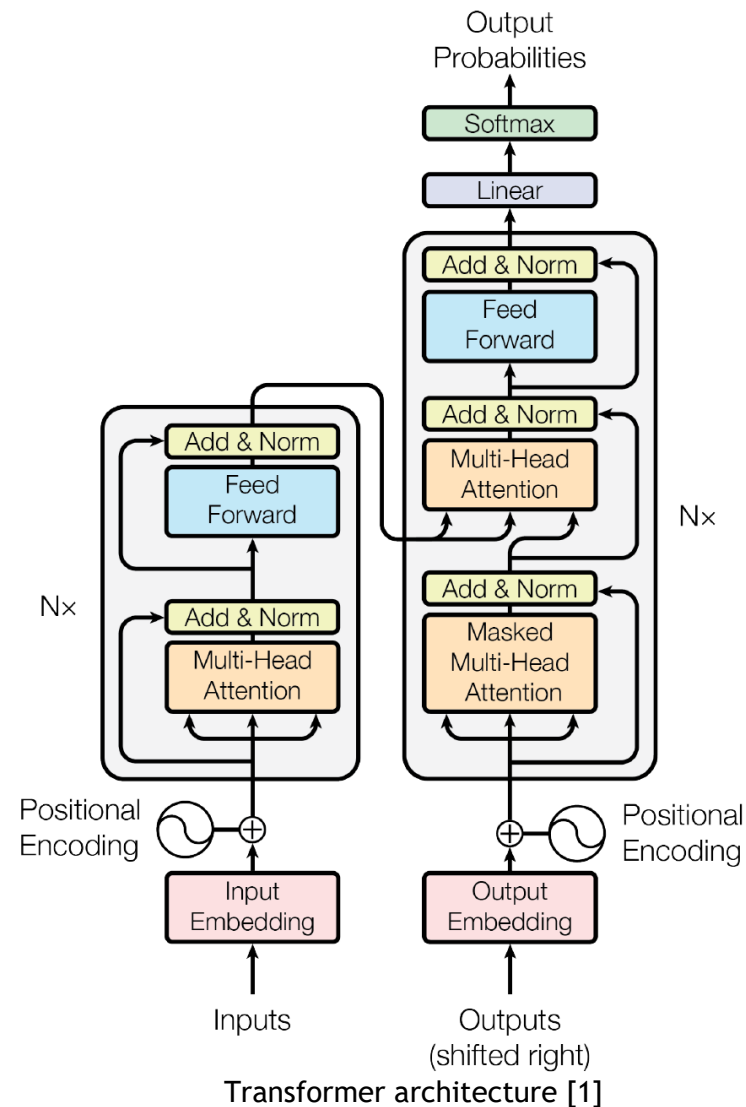 Output
Probabilities
Softmax
Linear
Add & Norm
Feed
Forward
Add & Norm
Multi-Head
Attention
Add & Norm
Masked
Multi-Head
Attention
Nx
Add & Norm
Feed
Forward
Add & Norm
Multi-Head
Attention
Nx
Positional
Encoding
Positional
Encoding
Input
Embedding
Output
Embedding
Inputs
Outputs
(shifted right)
Transformer architecture [1]